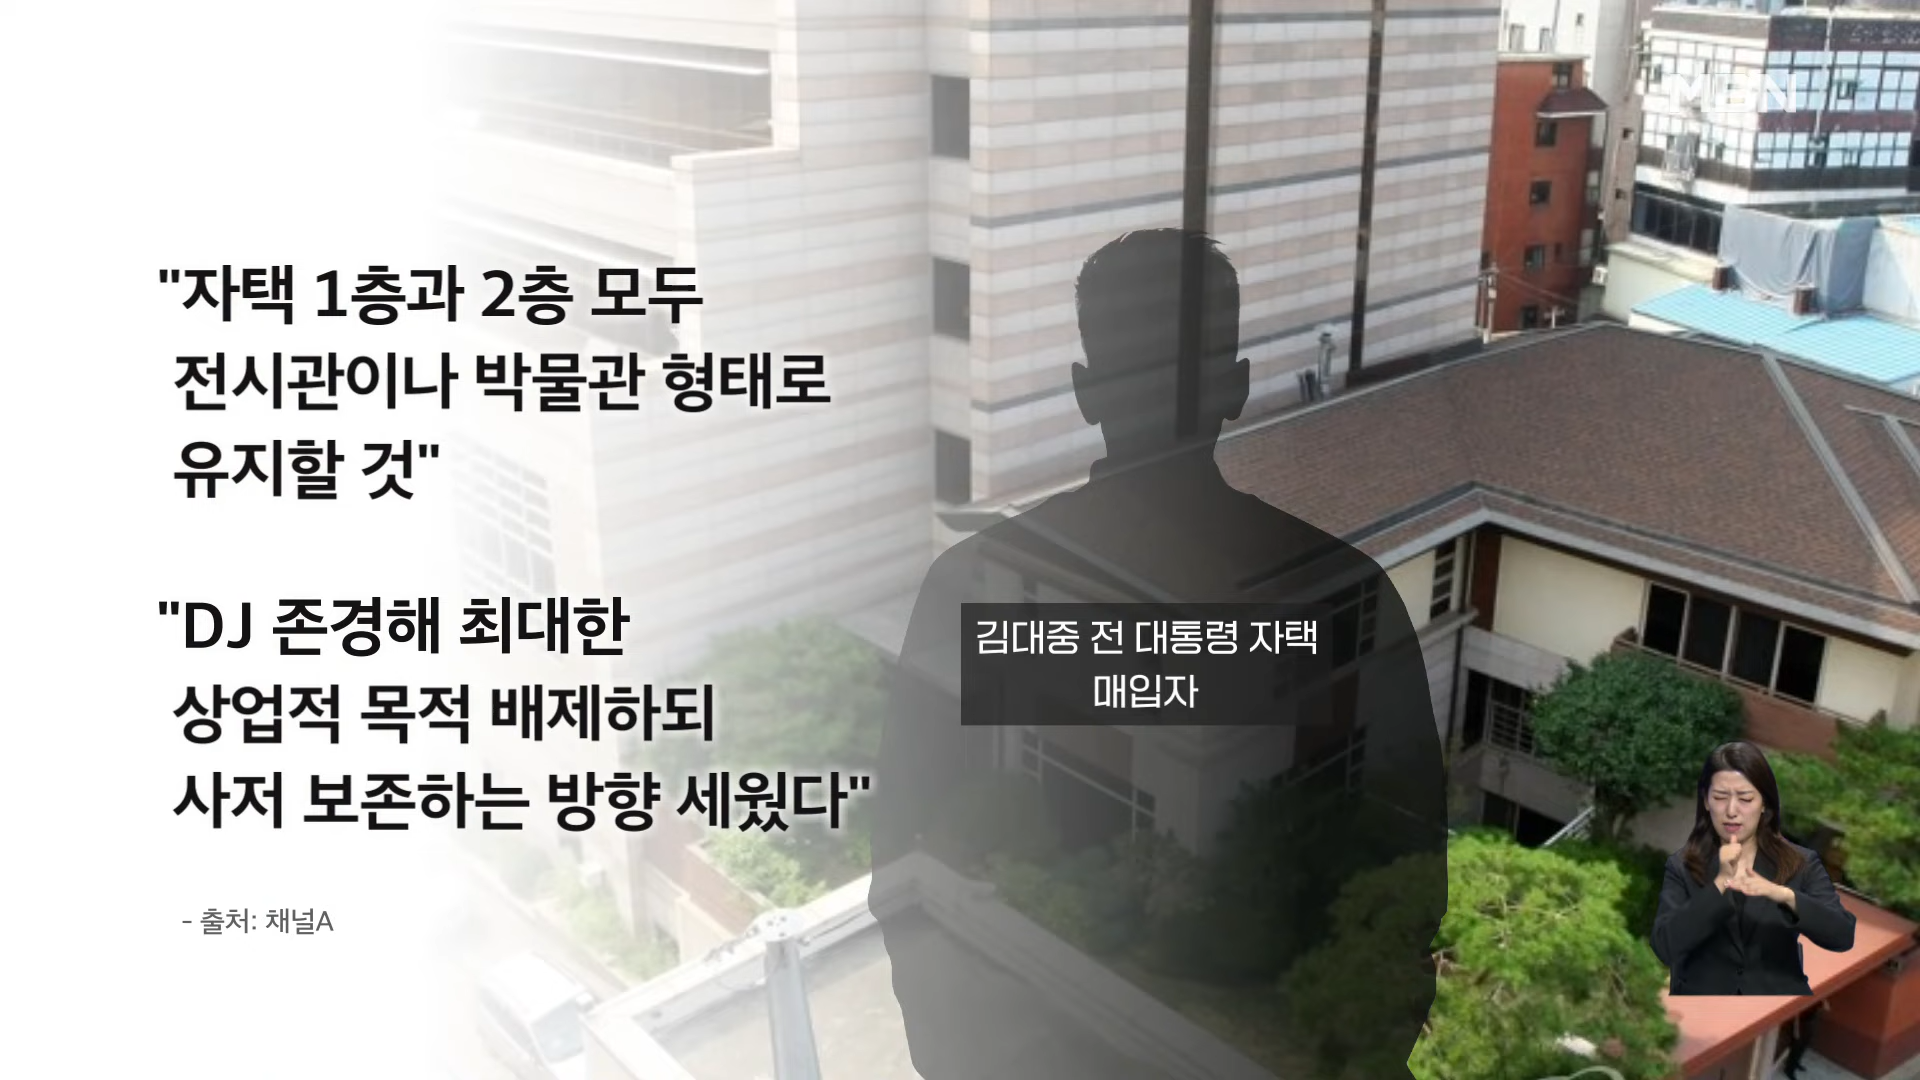 MBN
"자택 1층과 2층 모두
전시관이나 박물관 형태로
유지할 것"
"DJ 존경해 최대한
상업적 목적 배제하되
사저 보존하는 방향 세웠다"
- 출처: 채널A
김대중 전 대통령 자택
매입자